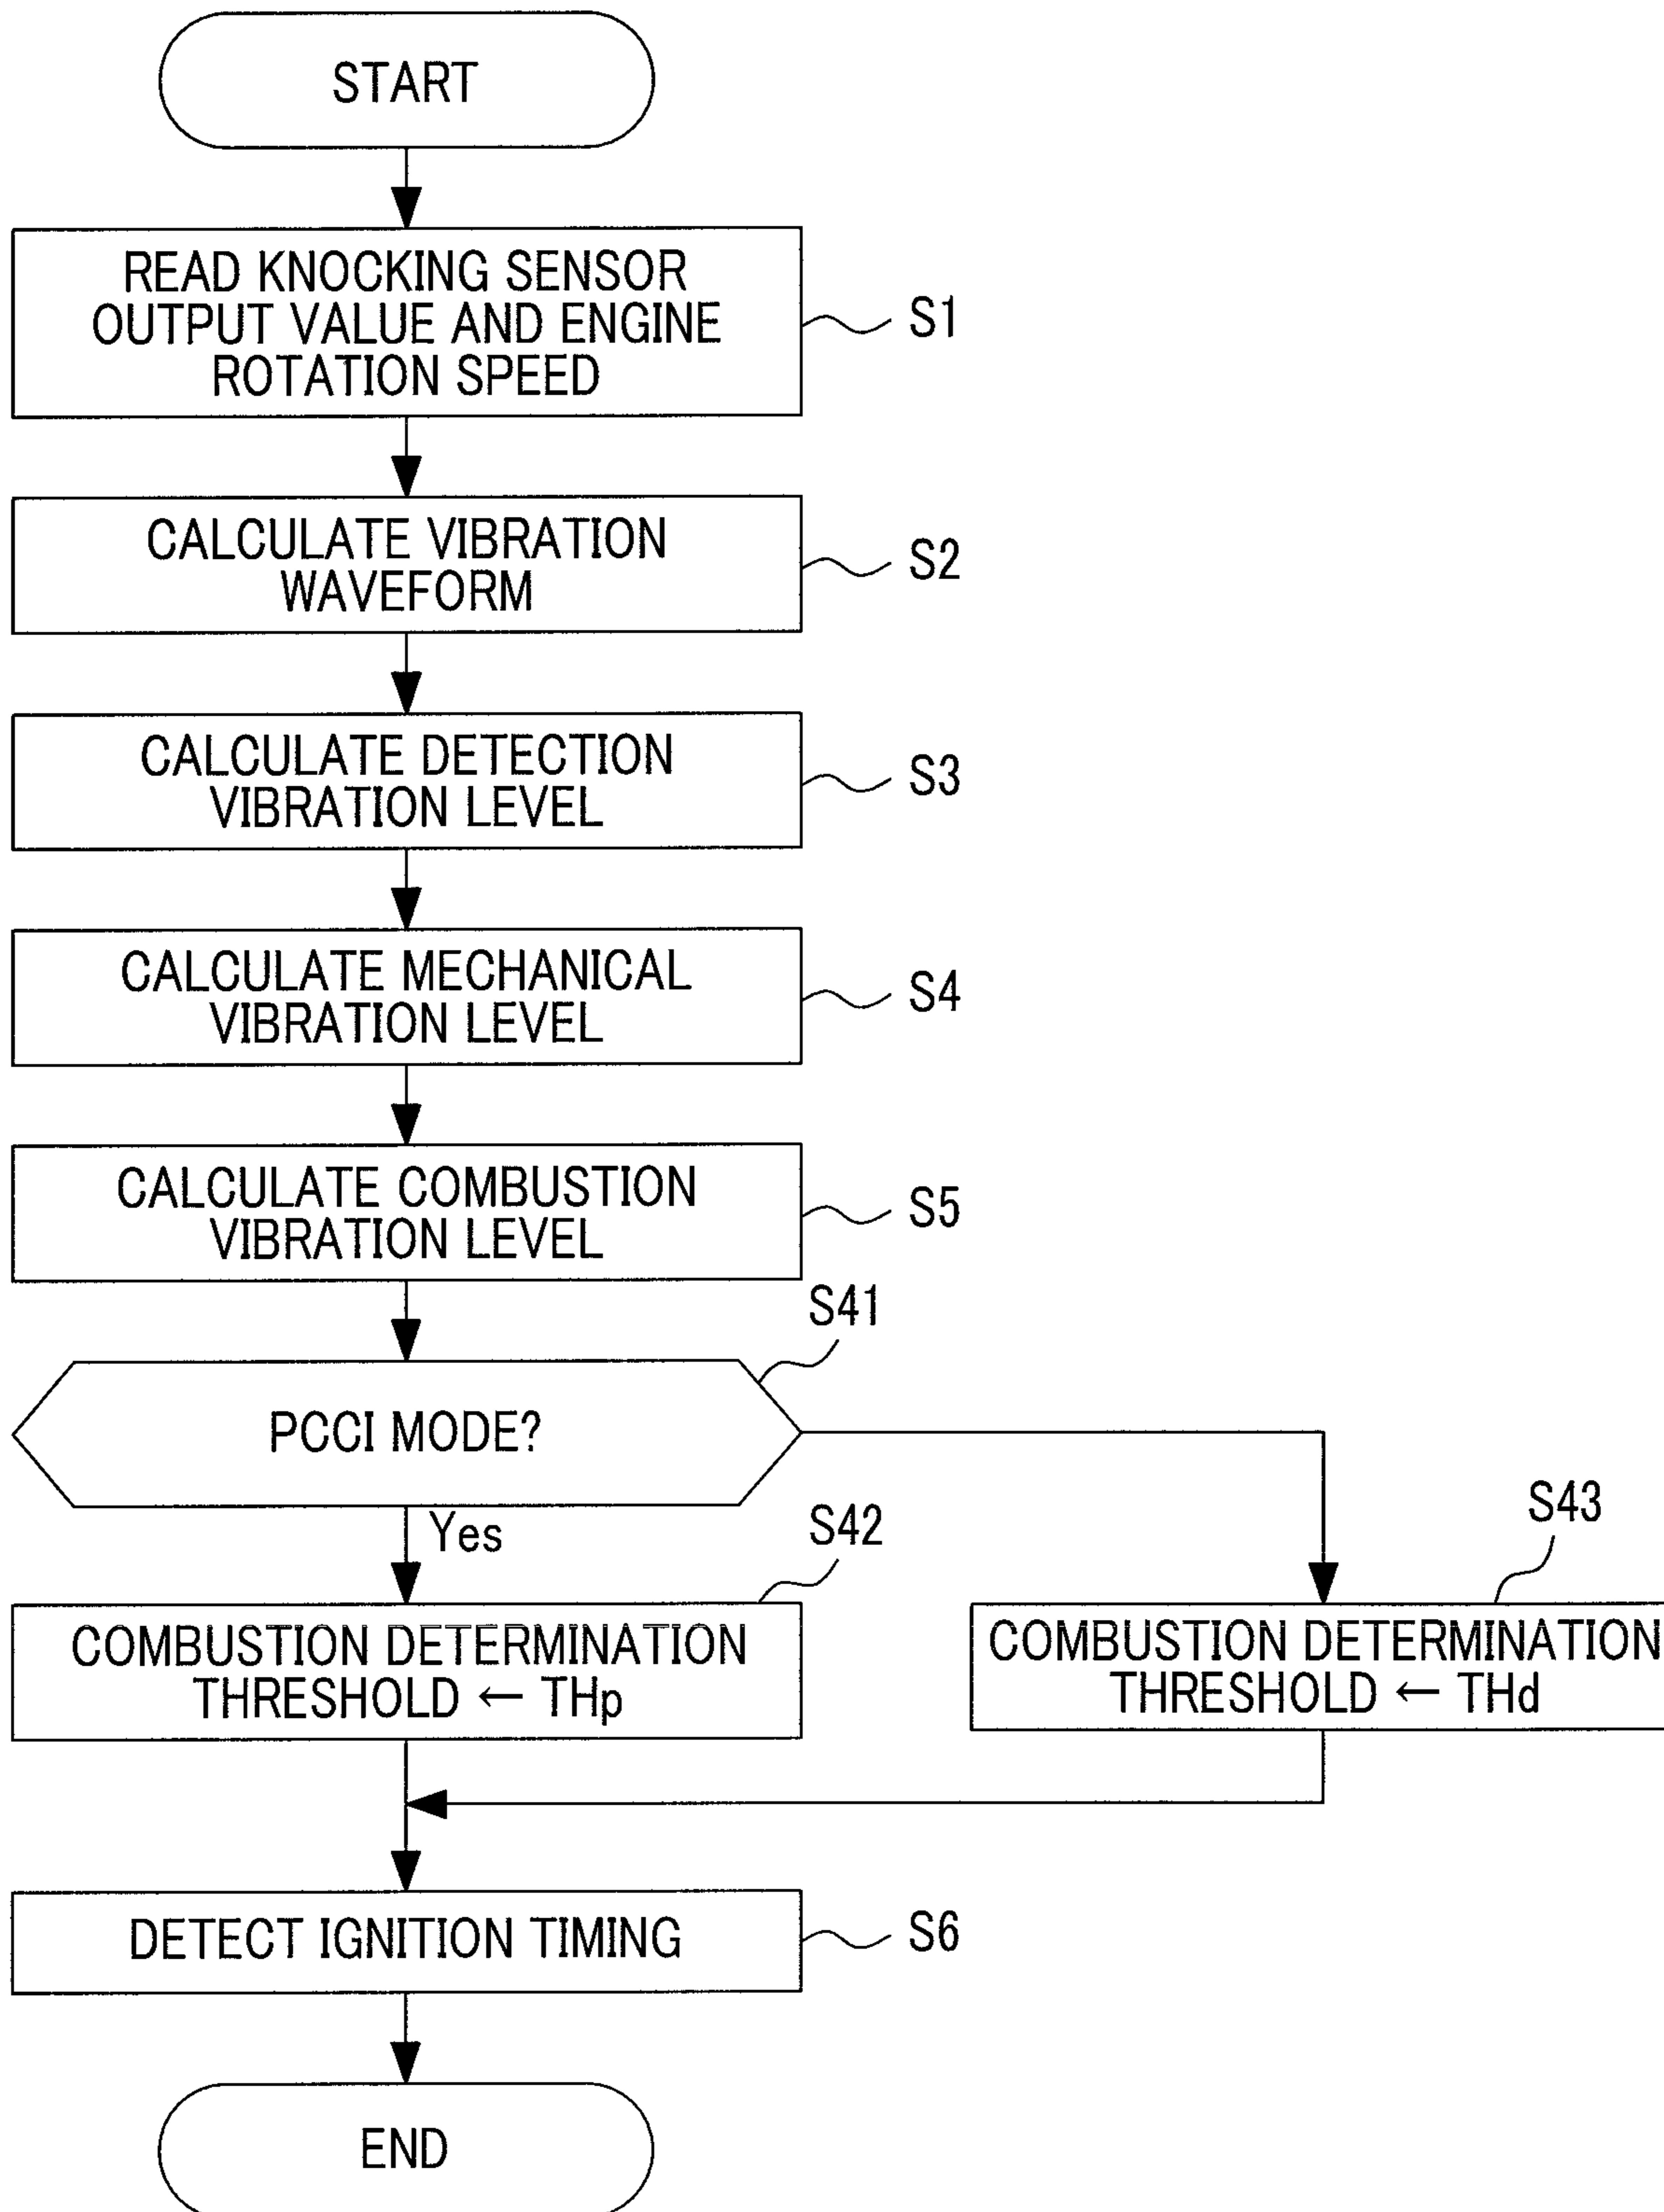 START
READ KNOCKING SENSOR
OUTPUT VALUE AND ENGINE
ROTATION SPEED
S1
CALCULATE VIBRATION
WAVEFORM
S2
CALCULATE DETECTION
VIBRATION LEVEL
S3
CALCULATE MECHANICAL
VIBRATION LEVEL
S4
CALCULATE COMBUSTION
VIBRATION LEVEL
S5
S41
PCCI MODE?
Yes
S42
COMBUSTION DETERMINATION
THRESHOLD ← THp
S43
COMBUSTION DETERMINATION
THRESHOLD ← THd
DETECT IGNITION TIMING
S6
END